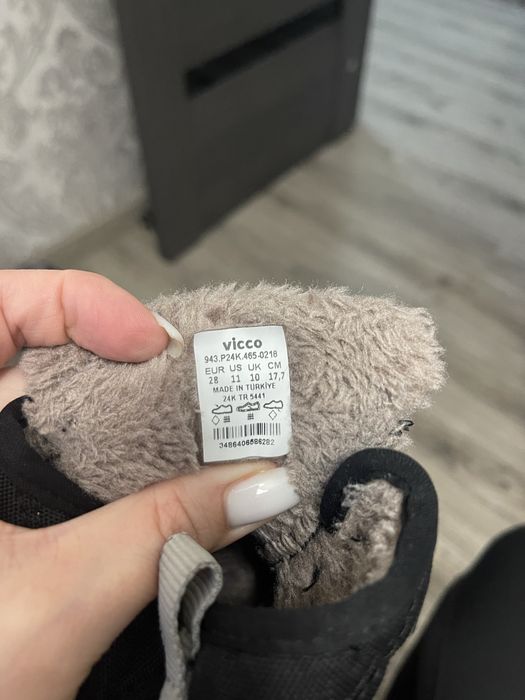 vicco
943.P24K.465-0218
EUR US UK CM
28 11 10 17,7
MADE IN TÜRKİYE
24K TR 5441
3486406586282